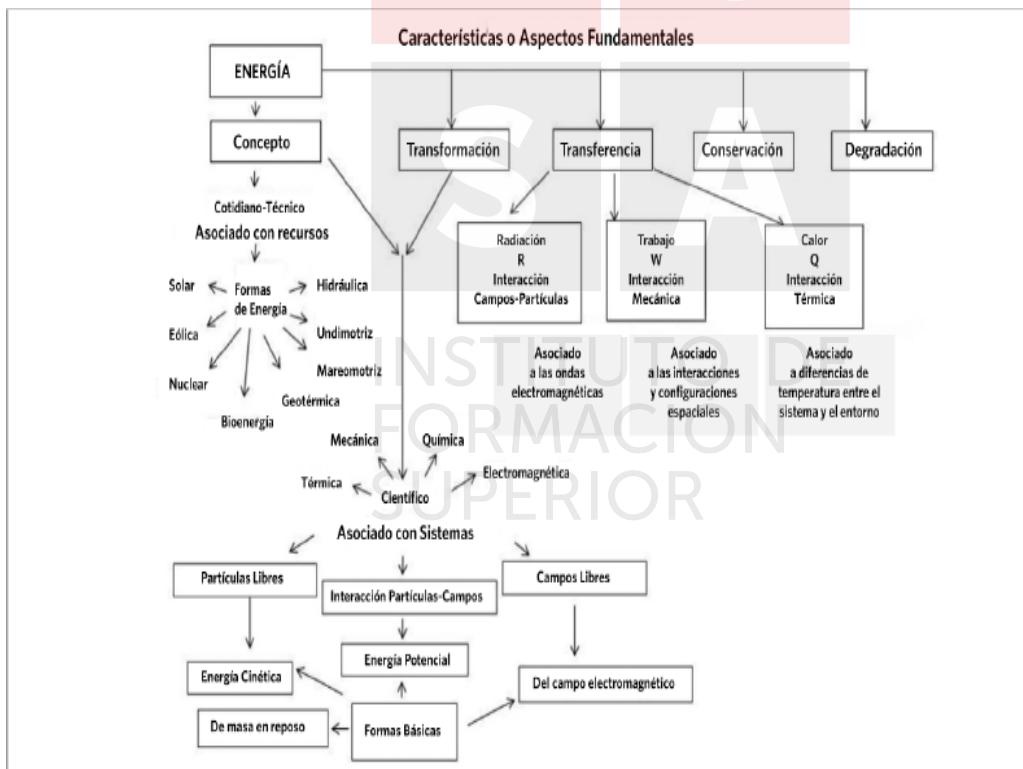 Características o Aspectos Fundamentales
ENERGÍA
Concepto
Transformación
Transferencia
Conservación
Degradación
Cotidiano-Técnico
Asociado con recursos
Formas
de Energía
Solar
Eólica
Nuclear
Bioenergía
Geotérmica
Mareomotriz
Undimotriz
Hidráulica
Radiación
R
Interacción
Campos-Partículas
Trabajo
W
Interacción
Mecánica
Calor
Q
Interacción
Térmica
Asociado
a las ondas
electromagnéticas
Asociado
a las interacciones
y configuraciones
espaciales
Asociado
a diferencias de
temperatura entre el
sistema y el entorno
Mecánica
Química
Térmica
Electromagnética
Científico
Asociado con Sistemas
Partículas Libres
Interacción Partículas-Campos
Campos Libres
Energía Cinética
Energía Potencial
Del campo electromagnético
De masa en reposo
Formas Básicas
S A
INSTITUTO DE
FORMACIÓN
SUPERIOR